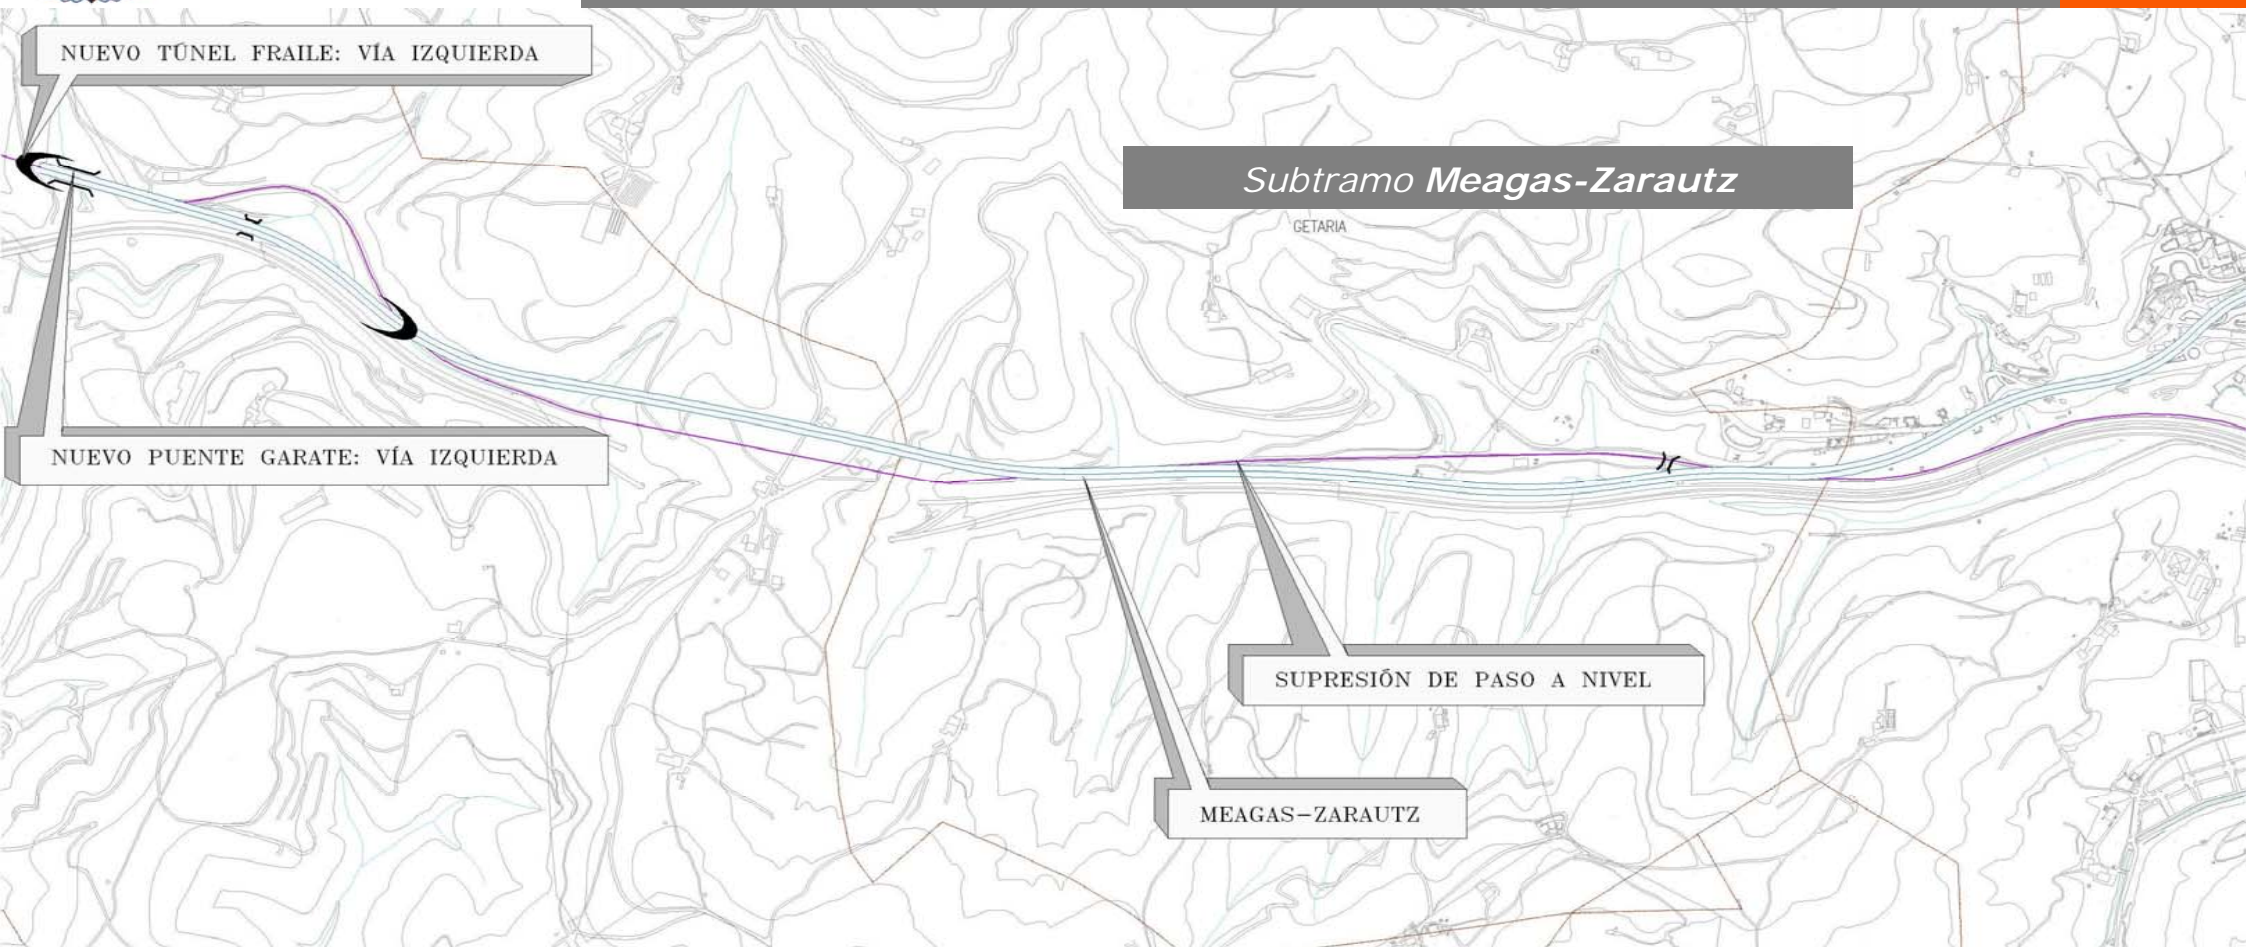 NUEVO TÚNEL FRAILE: VÍA IZQUIERDA
Subtramo Meagas-Zarautz
GETARIA
NUEVO PUENTE GARATE: VÍA IZQUIERDA
SUPRESIÓN DE PASO A NIVEL
MEAGAS-ZARAUTZ